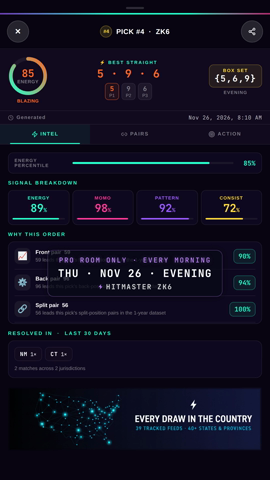 #4 PICK #4 · ZK6
85
ENERGY
BLAZING
⚡ BEST STRAIGHT
5 · 9 · 6
5 P1 9 P2 6 P3
BOX SET
{5,6,9}
EVENING
Generated Nov 26, 2026, 8:10 AM
INTEL PAIRS ACTION
ENERGY PERCENTILE 85%
SIGNAL BREAKDOWN
ENERGY MOMO PATTERN CONSIST
89% 98% 92% 72%
WHY THIS ORDER
Front pair
90%
PRO ROOM ONLY · EVERY MORNING
THU · NOV 26 · EVENING
HITMASTER ZK6
Back
94%
Split pair 56
56 leads the pick's split-position pairs in the 1-year dataset
100%
RESOLVED IN · LAST 30 DAYS
NM 1× CT 1×
2 matches across 2 jurisdictions
EVERY DRAW IN THE COUNTRY
39 TRACKED FEEDS · 40+ STATES & PROVINCES